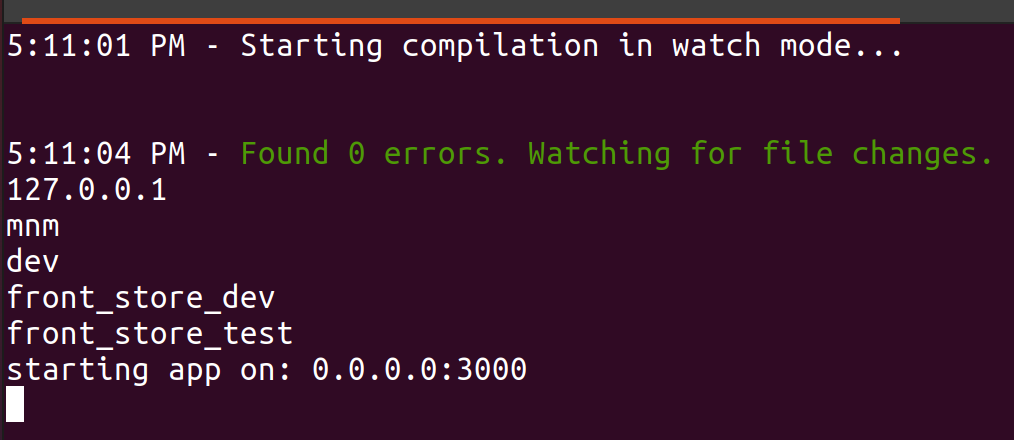 5:11:01 PM - Starting compilation in watch mode...
5:11:04 PM - Found 0 errors. Watching for file changes.
127.0.0.1
mnm
dev
front_store_dev
front_store_test
starting app on: 0.0.0.0:3000